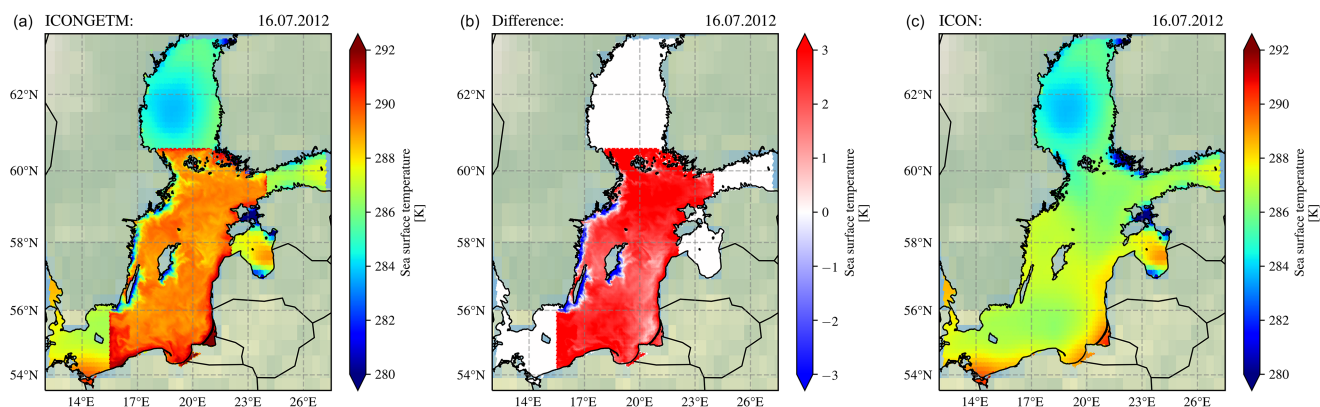 (a) ICONGETM: 16.07.2012
62°N
60°N
58°N
56°N
54°N
14°E 17°E 20°E 23°E 26°E
292
290
288
286
284
282
280
Sea surface temperature
[K]
(b) Difference: 16.07.2012
62°N
60°N
58°N
56°N
54°N
14°E 17°E 20°E 23°E 26°E
3
2
1
0
−1
−2
−3
Sea surface temperature
[K]
(c) ICON: 16.07.2012
62°N
60°N
58°N
56°N
54°N
14°E 17°E 20°E 23°E 26°E
292
290
288
286
284
282
280
Sea surface temperature
[K]